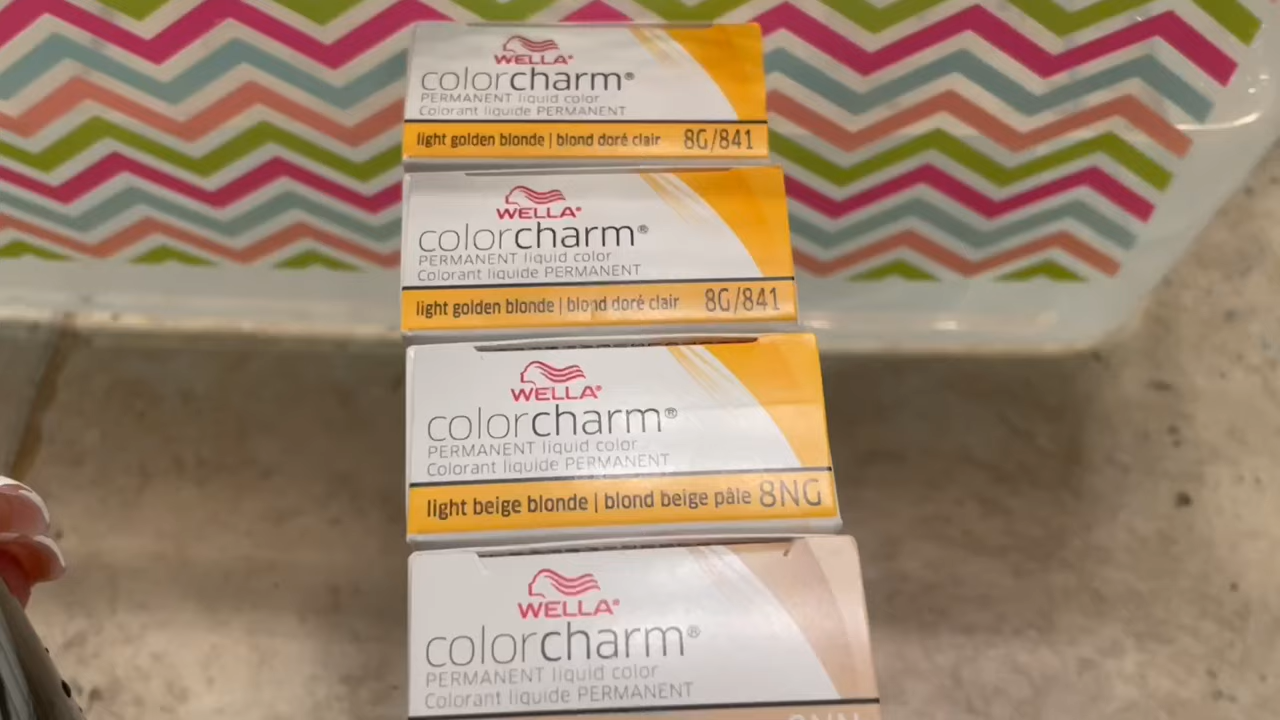 WELLA®
colorcharm®
PERMANENT liquid color
Colorant liquide PERMANENT
light golden blonde | blond doré clair 8G/841
WELLA®
colorcharm®
PERMANENT liquid color
Colorant liquide PERMANENT
light golden blonde | blond doré clair 8G/841
WELLA®
colorcharm®
PERMANENT liquid color
Colorant liquide PERMANENT
light beige blonde | blond beige pâle 8NG
WELLA®
colorcharm®
PERMANENT liquid color
Colorant liquide PERMANENT